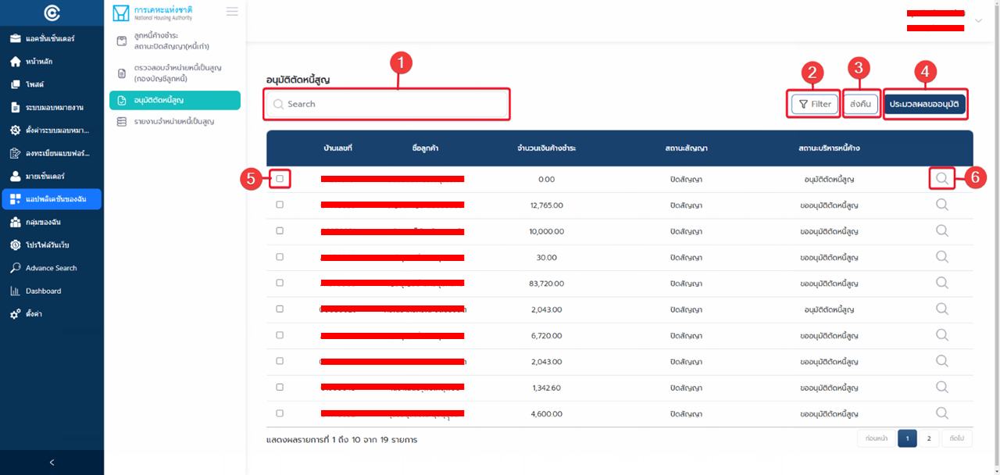 แอคชั่นเซ็นเตอร์
หน้าหลัก
โพสต์
ระบบมอบหมายงาน
ตั้งค่าระบบมอบหมา...
ลงทะเบียนแบบฟอร์...
มายเซ็นเตอร์
แอปพลิเคชันของฉัน
กลุ่มของฉัน
โปรไฟล์วันเว็บ
Advance Search
Dashboard
ตั้งค่า
<
การเคหะแห่งชาติ
National Housing Authority
ลูกหนี้ค้างชำระ
สถานะปิดสัญญา(หนี้เก่า)
ตรวจสอบจำหน่ายหนี้เป็นสูญ
(กองบัญชีลูกหนี้)
อนุมัติตัดหนี้สูญ
รายงานจำหน่ายหนี้เป็นสูญ
อนุมัติตัดหนี้สูญ
1 2 3 4
Search Filter ส่งคืน ประมวลผลขออนุมัติ
บ้านเลขที่ ชื่อลูกค้า จำนวนเงินค้างชำระ สถานะสัญญา สถานะบริหารหนี้ค้าง
5 0.00 ปิดสัญญา อนุมัติตัดหนี้สูญ 6
12,765.00 ปิดสัญญา ขออนุมัติตัดหนี้สูญ
10,000.00 ปิดสัญญา ขออนุมัติตัดหนี้สูญ
30.00 ปิดสัญญา ขออนุมัติตัดหนี้สูญ
83,720.00 ปิดสัญญา ขออนุมัติตัดหนี้สูญ
2,043.00 ปิดสัญญา อนุมัติตัดหนี้สูญ
6,720.00 ปิดสัญญา ขออนุมัติตัดหนี้สูญ
2,043.00 ปิดสัญญา ขออนุมัติตัดหนี้สูญ
1,342.60 ปิดสัญญา ขออนุมัติตัดหนี้สูญ
4,600.00 ปิดสัญญา ขออนุมัติตัดหนี้สูญ
แสดงผลรายการที่ 1 ถึง 10 จาก 19 รายการ
ก่อนหน้า 1 2 ถัดไป